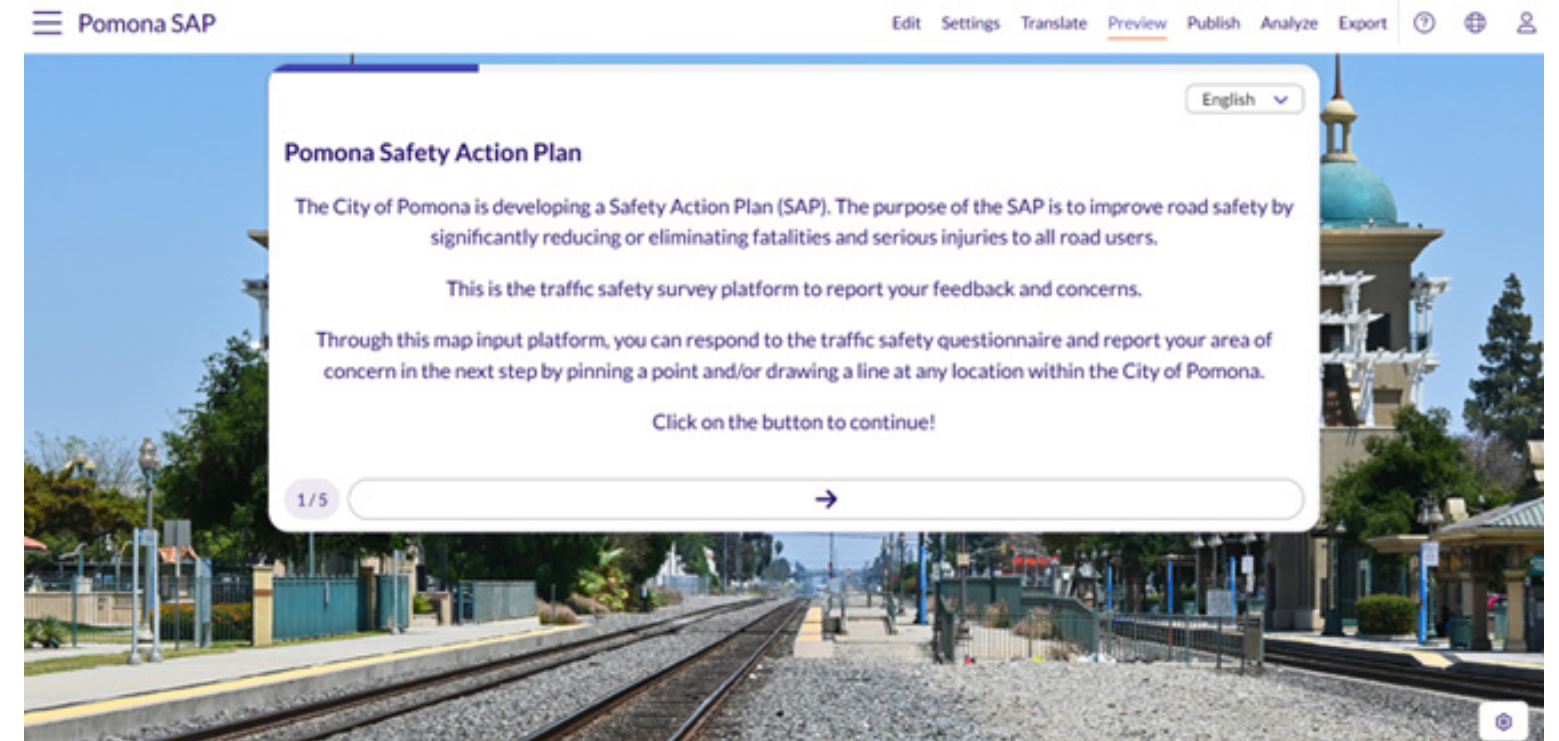 Pomona SAP
Edit Settings Translate Preview Publish Analyze Export
English
Pomona Safety Action Plan
The City of Pomona is developing a Safety Action Plan (SAP). The purpose of the SAP is to improve road safety by
significantly reducing or eliminating fatalities and serious injuries to all road users.
This is the traffic safety survey platform to report your feedback and concerns.
Through this map input platform, you can respond to the traffic safety questionnaire and report your area of
concern in the next step by pinning a point and/or drawing a line at any location within the City of Pomona.
Click on the button to continue!
1/5